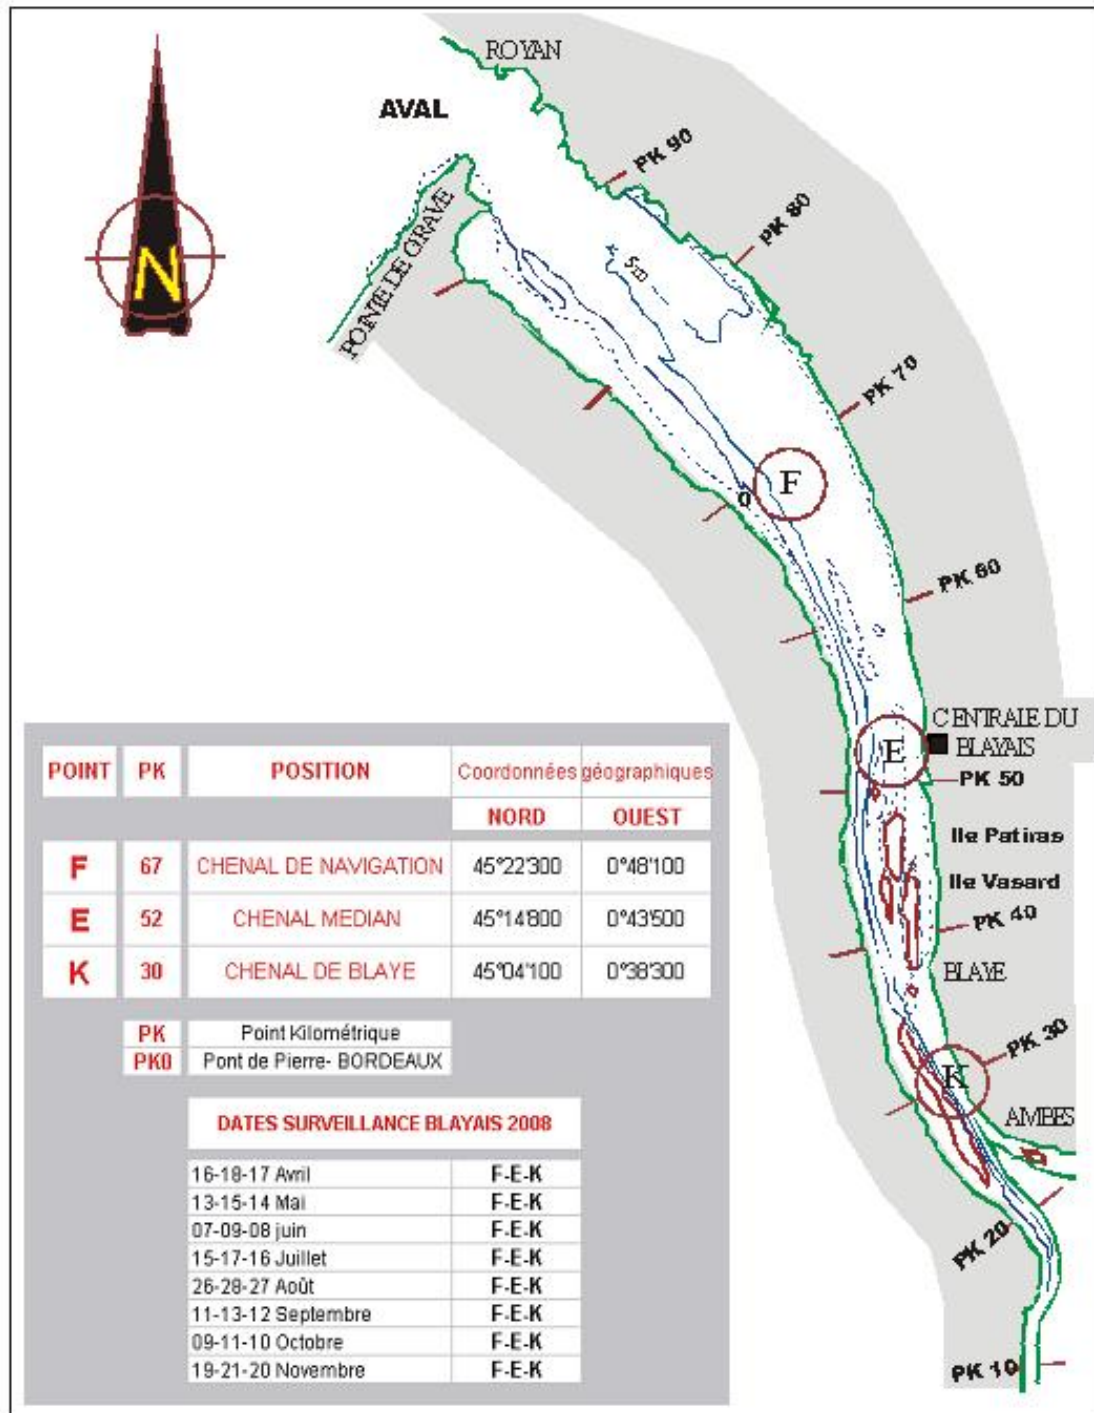 ROYAN
AVAL
PK 90
PK 80
POINTE DE GRAVE
5m
PK 70
N
F
0
PK 60
CENTRALE DU
BLAYAIS
E
PK 50
Ile Patiras
Ile Vasard
PK 40
BLAYE
PK 30
K
AMBES
PK 20
PK 10
POINT PK POSITION Coordonnées géographiques
NORD OUEST
F 67 CHENAL DE NAVIGATION 45°22'300 0°48'100
E 52 CHENAL MEDIAN 45°14'800 0°43'500
K 30 CHENAL DE BLAYE 45°04'100 0°38'300
PK Point Kilométrique
PK0 Pont de Pierre- BORDEAUX
DATES SURVEILLANCE BLAYAIS 2008
16-18-17 Avril F-E-K
13-15-14 Mai F-E-K
07-09-08 juin F-E-K
15-17-16 Juillet F-E-K
26-28-27 Août F-E-K
11-13-12 Septembre F-E-K
09-11-10 Octobre F-E-K
19-21-20 Novembre F-E-K